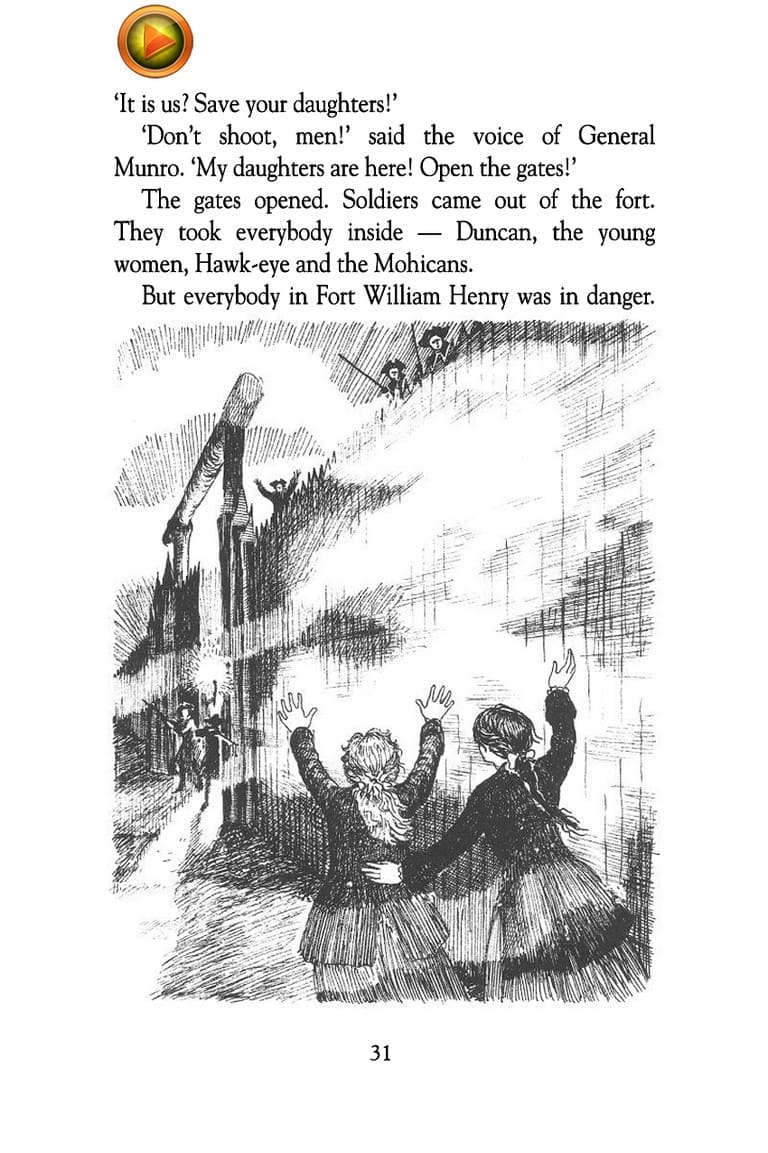 ‘It is us? Save your daughters!’
‘Don’t shoot, men!’ said the voice of General
Munro. ‘My daughters are here! Open the gates!’
The gates opened. Soldiers came out of the fort.
They took everybody inside — Duncan, the young
women, Hawk-eye and the Mohicans.
But everybody in Fort William Henry was in danger.
31